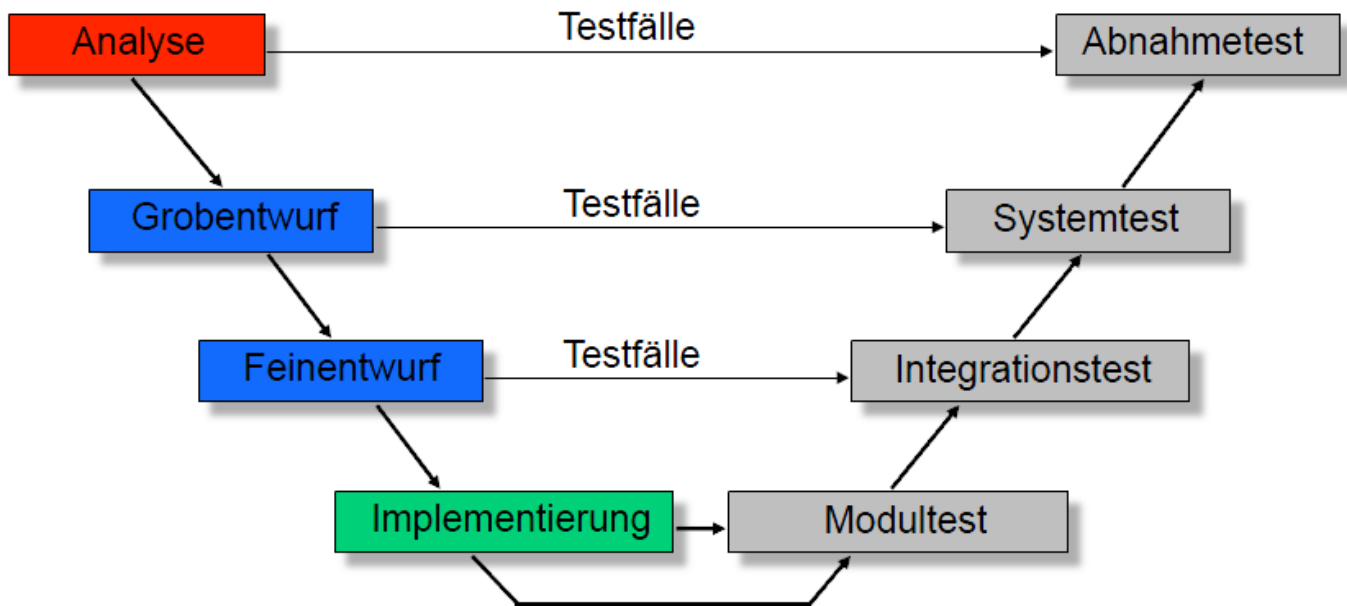 Analyse
Testfälle
Abnahmetest
Grobentwurf
Testfälle
Systemtest
Feinentwurf
Testfälle
Integrationstest
Implementierung
Modultest